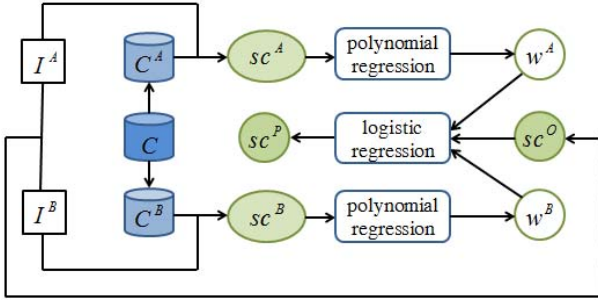 I^A
C^A
sc^A
polynomial
regression
w^A
C
sc^P
logistic
regression
sc^O
I^B
C^B
sc^B
polynomial
regression
w^B